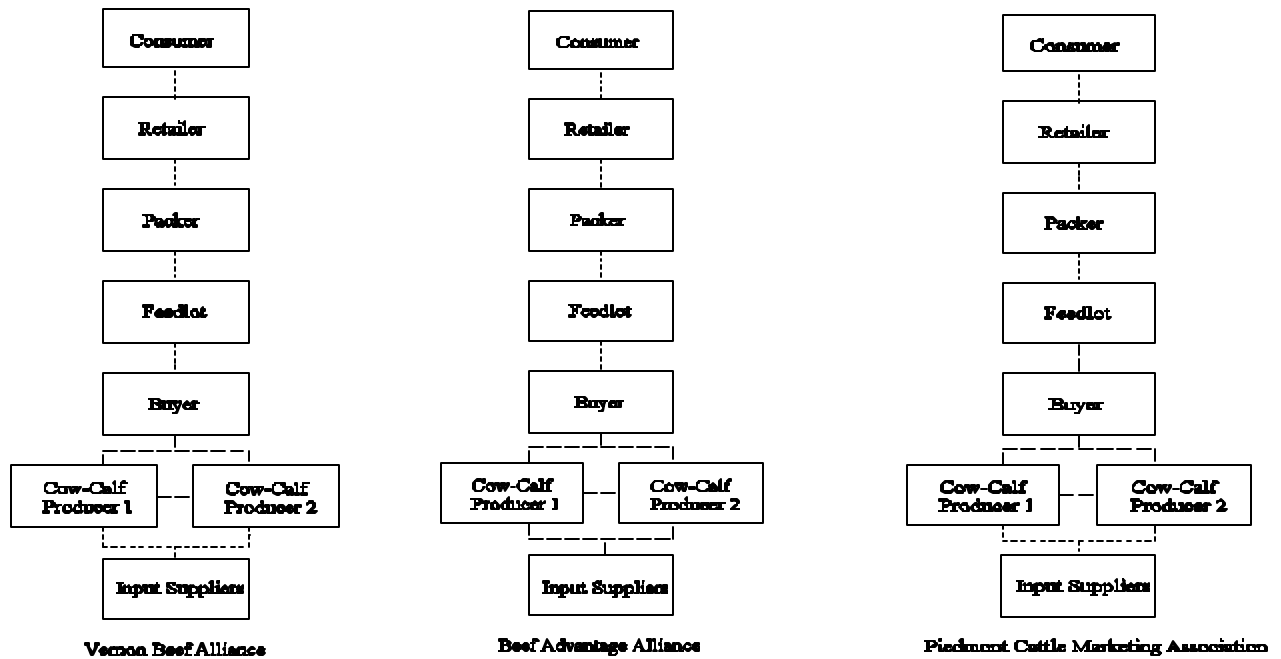 Consumer
Retailer
Packer
Feedlot
Buyer
Cow-Calf
Producer 1
Cow-Calf
Producer 2
Input Suppliers
Vernon Beef Alliance
Consumer
Retailer
Packer
Feedlot
Buyer
Cow-Calf
Producer 1
Cow-Calf
Producer 2
Input Suppliers
Beef Advantage Alliance
Consumer
Retailer
Packer
Feedlot
Buyer
Cow-Calf
Producer 1
Cow-Calf
Producer 2
Input Suppliers
Piedmont Cattle Marketing Association